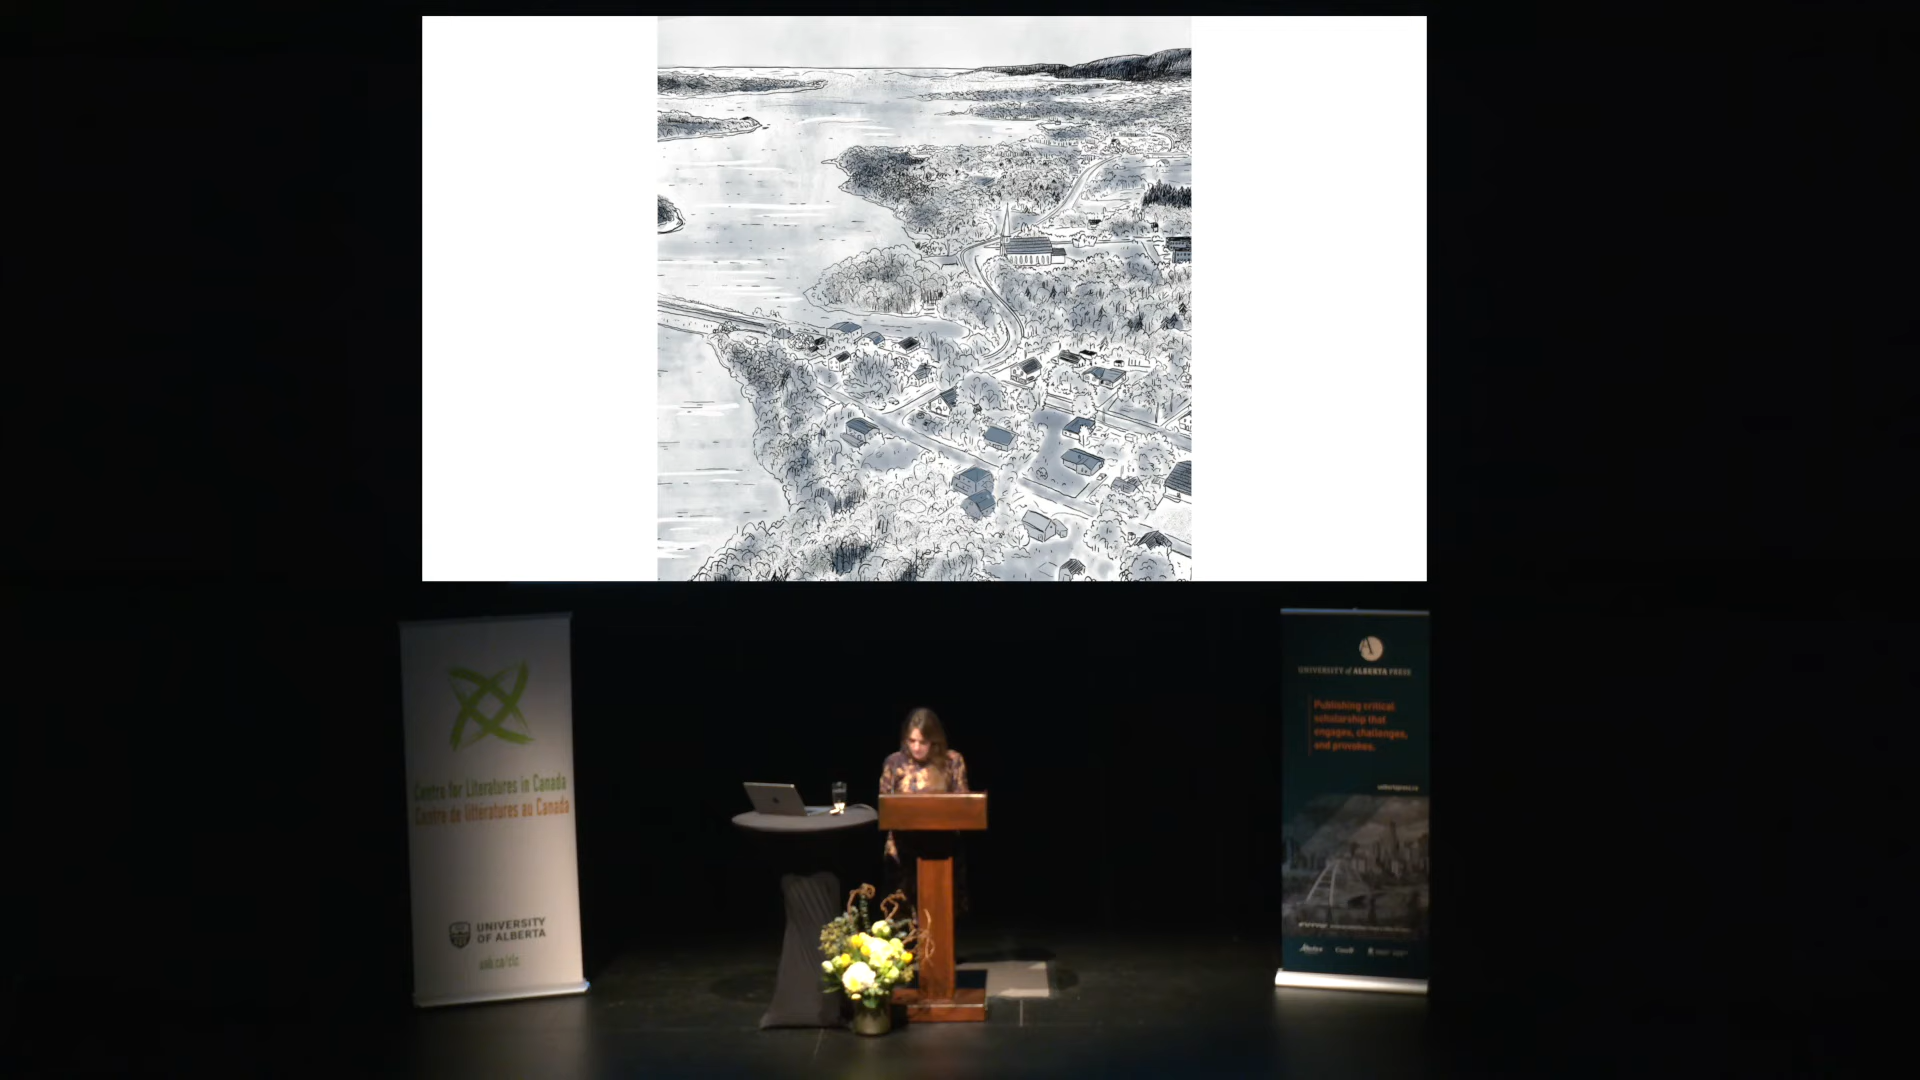 Centre for Literatures in Canada
Centre de littératures au Canada
UNIVERSITY
OF ALBERTA
uab.ca/clc
UNIVERSITY of ALBERTA PRESS
Publishing critical
scholarship that
engages, challenges,
and provokes.